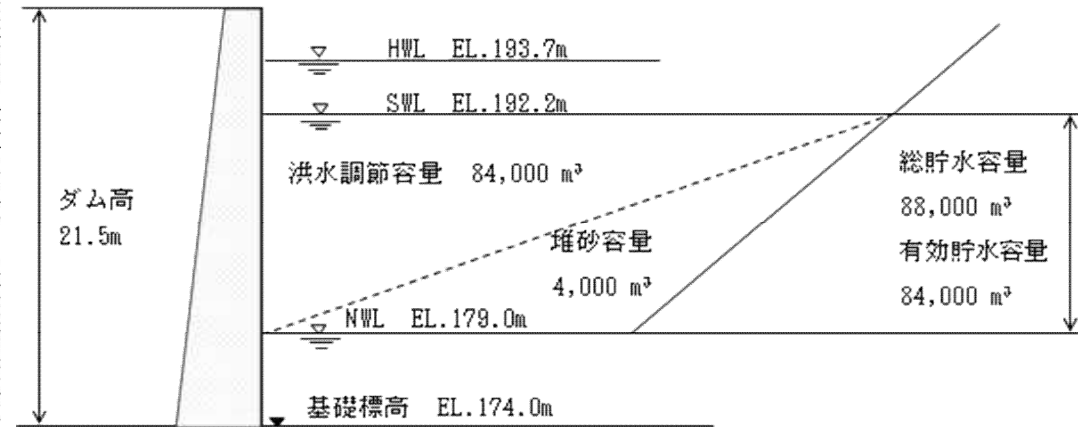 HWL EL.193.7m
SWL EL.192.2m
洪水調節容量 84,000 m³
総貯水容量
88,000 m³
有効貯水容量
84,000 m³
ダム高
21.5m
堆砂容量
4,000 m³
NWL EL.179.0m
基礎標高 EL.174.0m